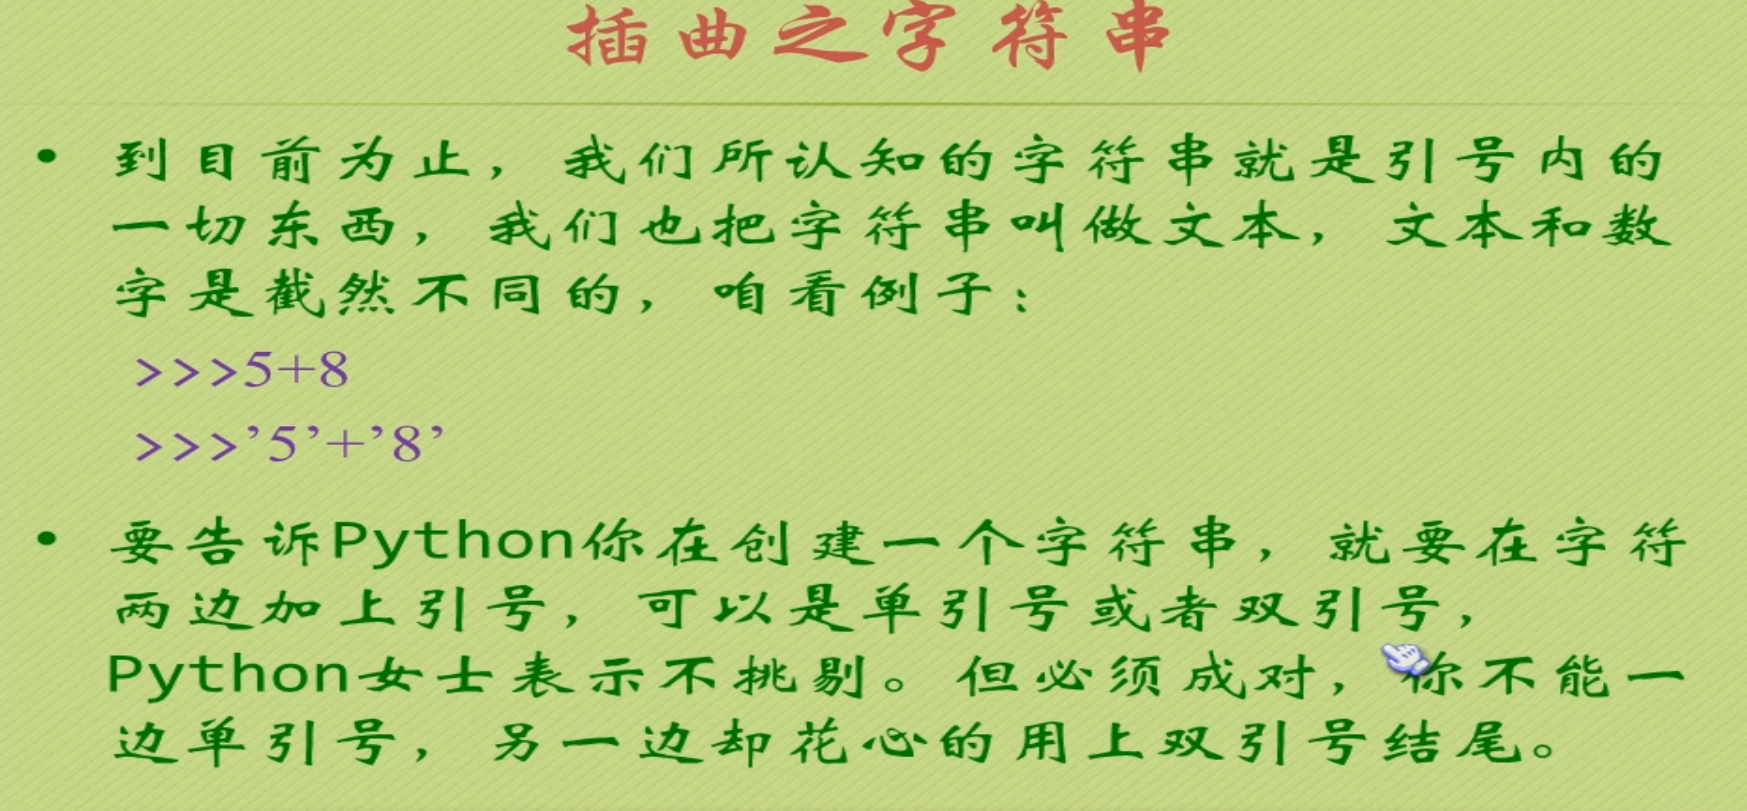 插曲之字符串
• 到目前为止，我们所认知的字符串就是引号内的
一切东西，我们也把字符串叫做文本，文本和数
字是截然不同的，咱看例子：
>>>5+8
>>>’5’+’8’
• 要告诉Python你在创建一个字符串，就要在字符
两边加上引号，可以是单引号或者双引号，
Python女士表示不挑剔。但必须成对，你不能一
边单引号，另一边却花心的用上双引号结尾。